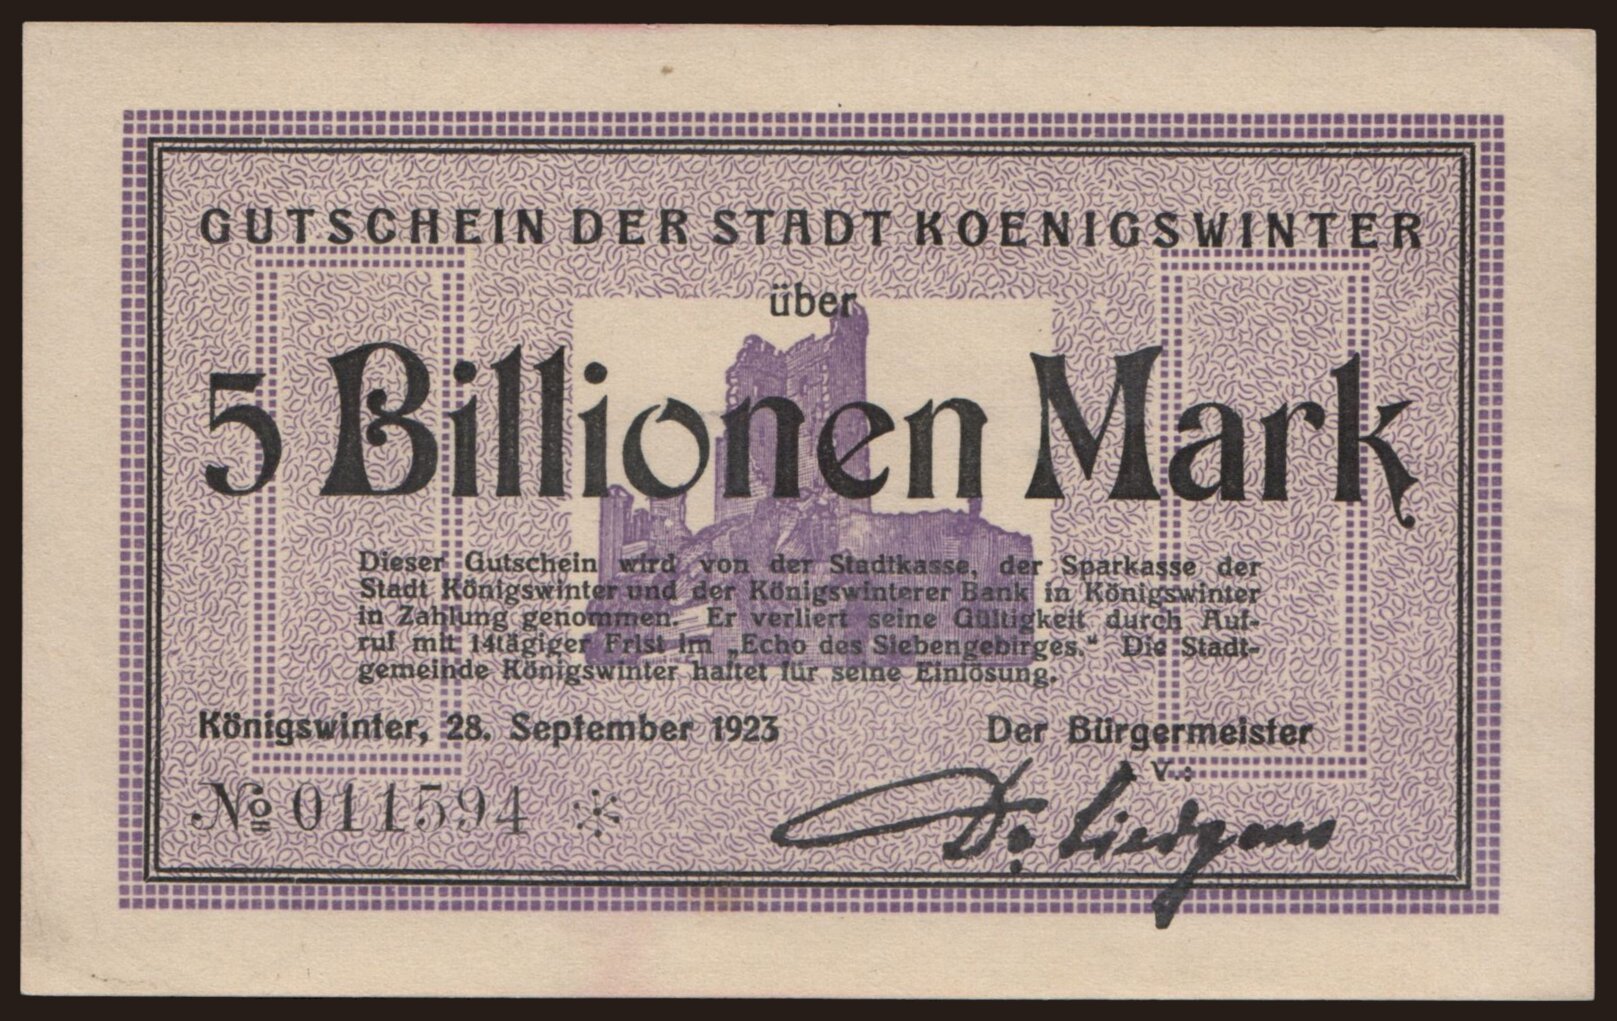 GUTSCHEIN DER STADT KOENIGSWINTER
über
5 Billionen Mark
Dieser Gutschein wird von der Stadtkasse, der Sparkasse der
Stadt Königswinter und der Königswinterer Bank in Königswinter
in Zahlung genommen. Er verliert seine Gültigkeit durch Auf-
ruf mit 14tägiger Frist im „Echo des Siebengebirges.“ Die Stadt-
gemeinde Königswinter haftet für seine Einlösung.
Königswinter, 28. September 1923
Der Bürgermeister
V.:
№ 011594 *
Dr.